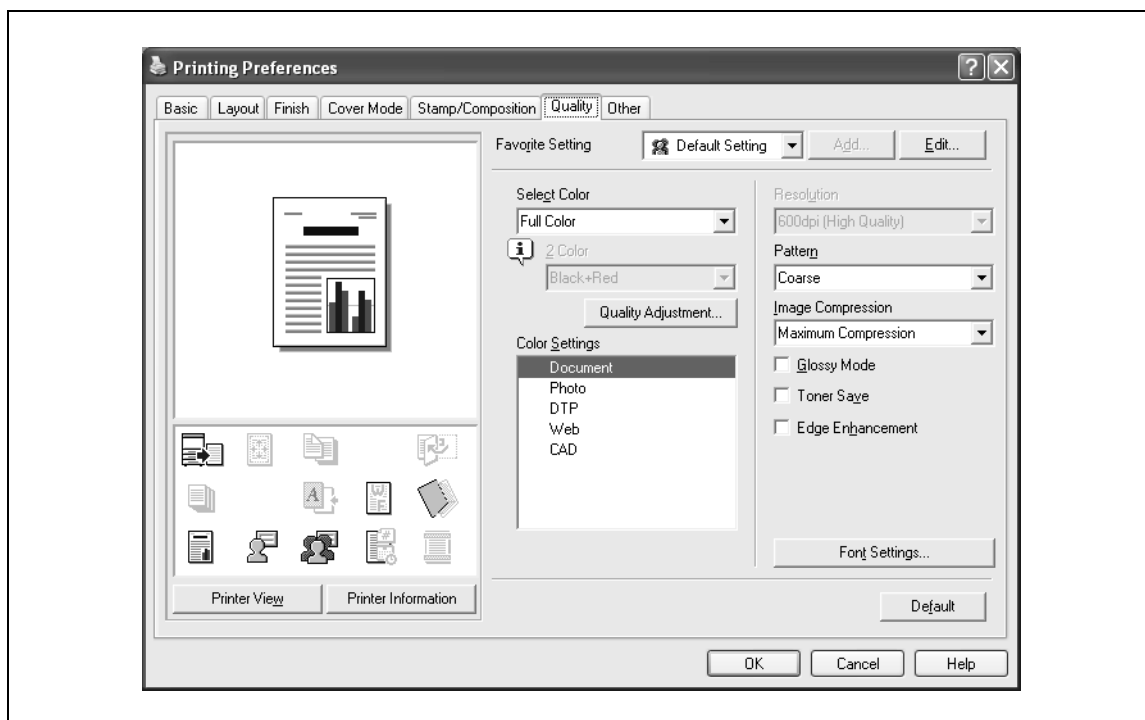 Printing Preferences
Basic Layout Finish Cover Mode Stamp/Composition Quality Other
Favorite Setting Default Setting Add... Edit...
Select Color
Full Color
2 Color
Black+Red
Quality Adjustment...
Color Settings
Document
Photo
DTP
Web
CAD
Resolution
600dpi (High Quality)
Pattern
Coarse
Image Compression
Maximum Compression
Glossy Mode
Toner Save
Edge Enhancement
Font Settings...
Printer View Printer Information
Default
OK Cancel Help